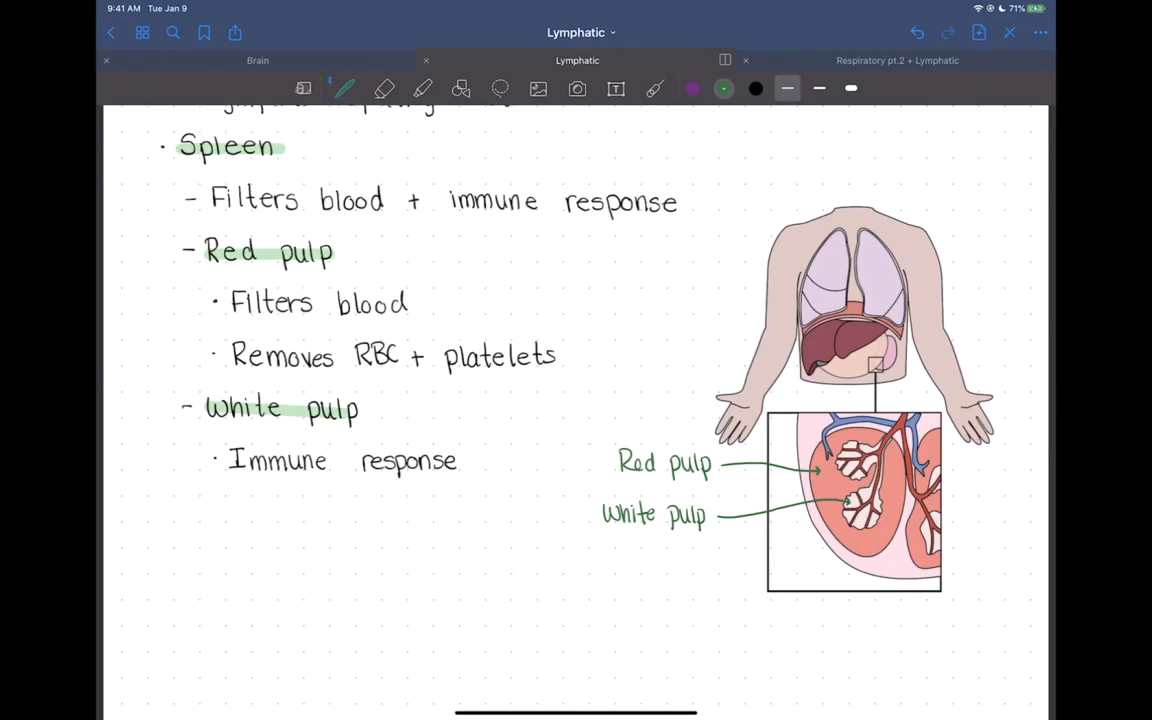 9:41 AM Tue Jan 9
71%
Lymphatic
Brain
Lymphatic
Respiratory pt.2 + Lymphatic
· Spleen
- Filters blood + immune response
- Red pulp
· Filters blood
· Removes RBC + platelets
- White pulp
· Immune response
Red pulp
White pulp